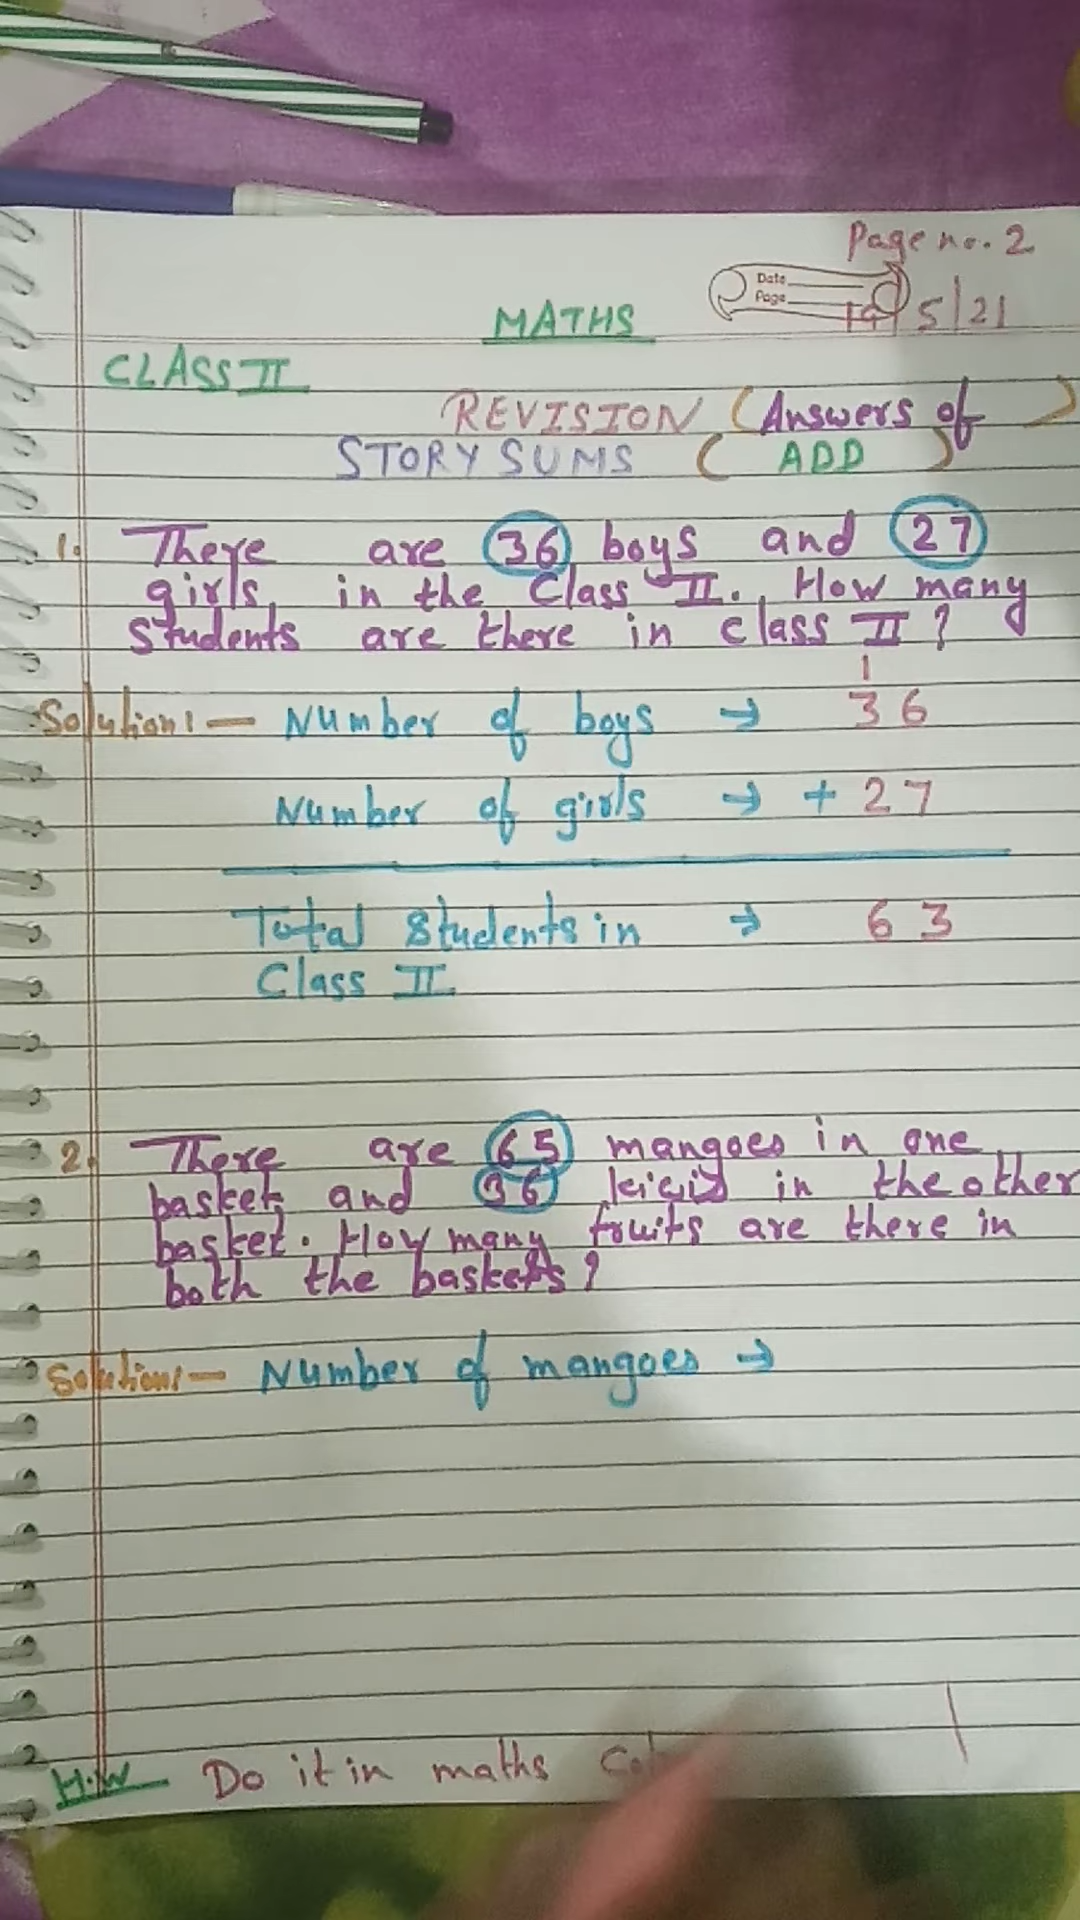 Page no. 2
Date
Page
19/5/21
MATHS
CLASS II
REVISION (Answers of )
STORY SUMS ( ADD )
1. There are 36 boys and 27
girls, in the Class II. How many
students are there in class II ?
1
Solution:- Number of boys → 36
Number of girls → + 27
Total Students in → 63
Class II
2. There are 65 mangoes in one
basket, and 36 kiwis in the other
basket. How many fruits are there in
both the baskets?
Solution:- Number of mangoes →
H.W Do it in maths